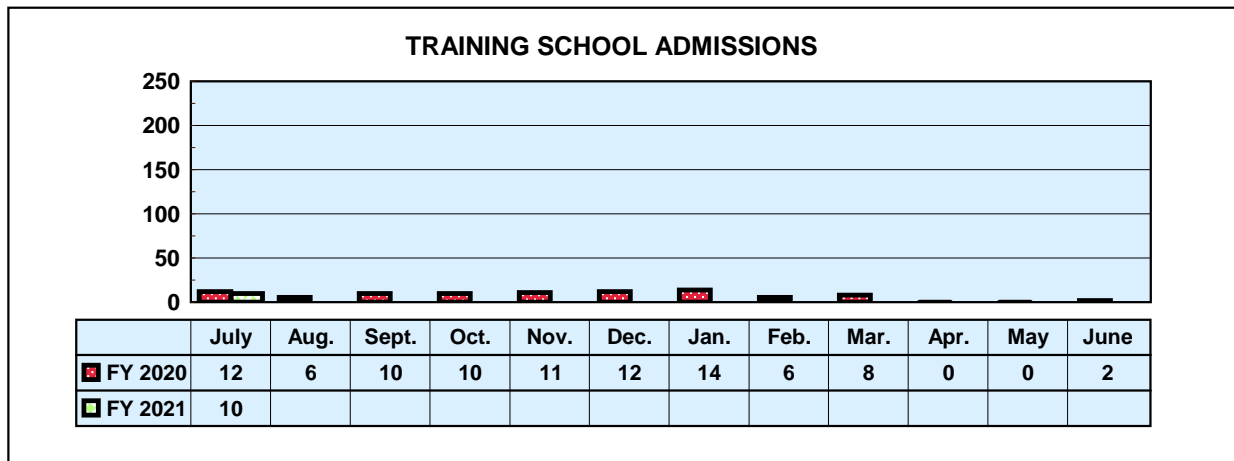 TRAINING SCHOOL ADMISSIONS
250
200
150
100
50
0
July Aug. Sept. Oct. Nov. Dec. Jan. Feb. Mar. Apr. May June
FY 2020 12 6 10 10 11 12 14 6 8 0 0 2
FY 2021 10